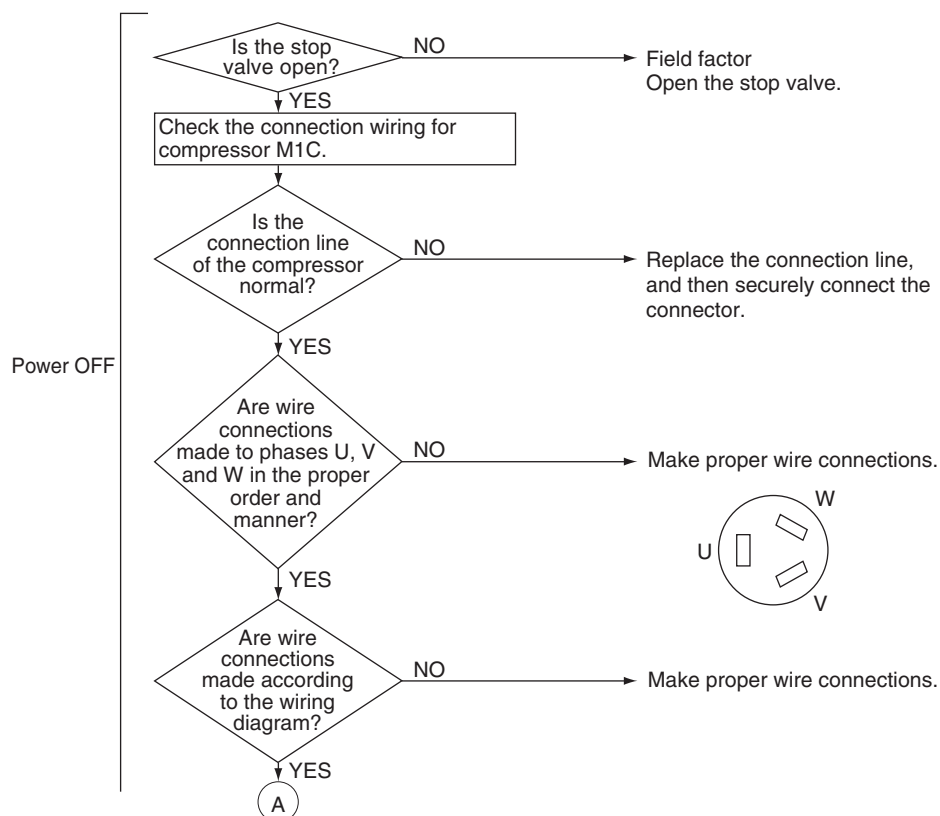 Is the stop
valve open?
NO
Field factor
Open the stop valve.
YES
Check the connection wiring for
compressor M1C.
Is the
connection line
of the compressor
normal?
NO
Replace the connection line,
and then securely connect the
connector.
YES
Power OFF
Are wire
connections
made to phases U, V
and W in the proper
order and
manner?
NO
Make proper wire connections.
W
U
V
YES
Are wire
connections
made according
to the wiring
diagram?
NO
Make proper wire connections.
YES
A